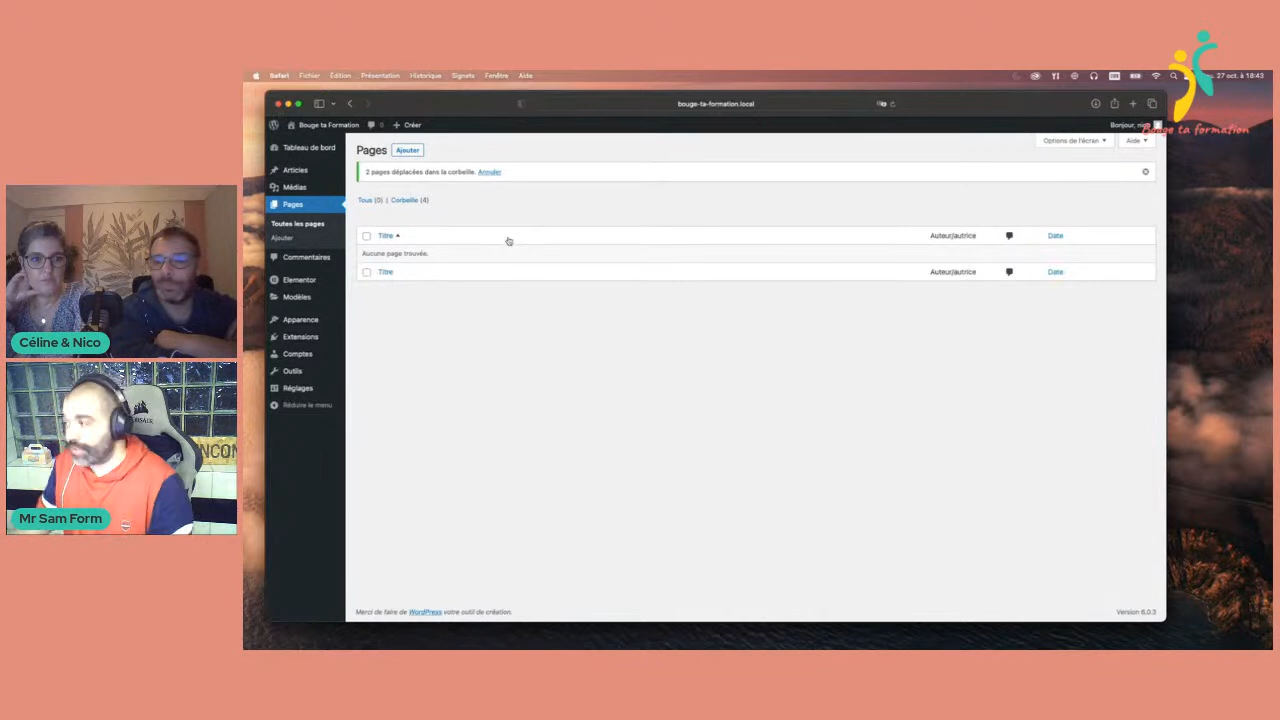 Safari Fichier Édition Présentation Historique Signets Fenêtre Aide
27 oct. à 18:43
bouge-ta-formation.local
Bouge ta formation
Bouge ta Formation 0 Créer
Bonjour, nico
Tableau de bord
Articles
Médias
Pages
Toutes les pages
Ajouter
Commentaires
Elementor
Modèles
Apparence
Extensions
Comptes
Outils
Réglages
Réduire le menu
Pages Ajouter
Options de l'écran Aide
2 pages déplacées dans la corbeille. Annuler
Tous (0) | Corbeille (4)
Titre Auteur/autrice Date
Aucune page trouvée.
Titre Auteur/autrice Date
Merci de faire de WordPress votre outil de création.
Version 6.0.3
Céline & Nico
CORSAIR
Mr Sam Form